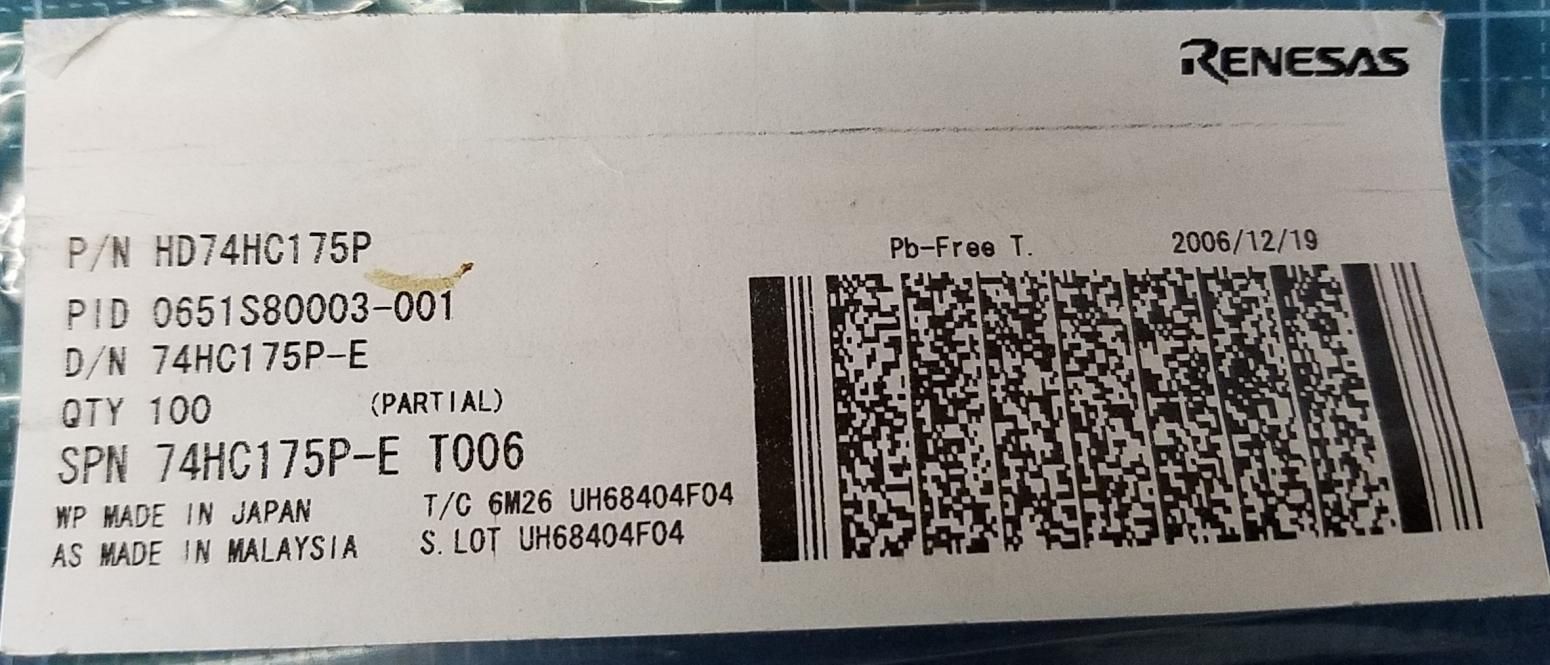 RENESAS
P/N HD74HC175P
Pb-Free T. 2006/12/19
PID 0651S80003-001
D/N 74HC175P-E
QTY 100 (PARTIAL)
SPN 74HC175P-E T006
WP MADE IN JAPAN T/C 6M26 UH68404F04
AS MADE IN MALAYSIA S.LOT UH68404F04